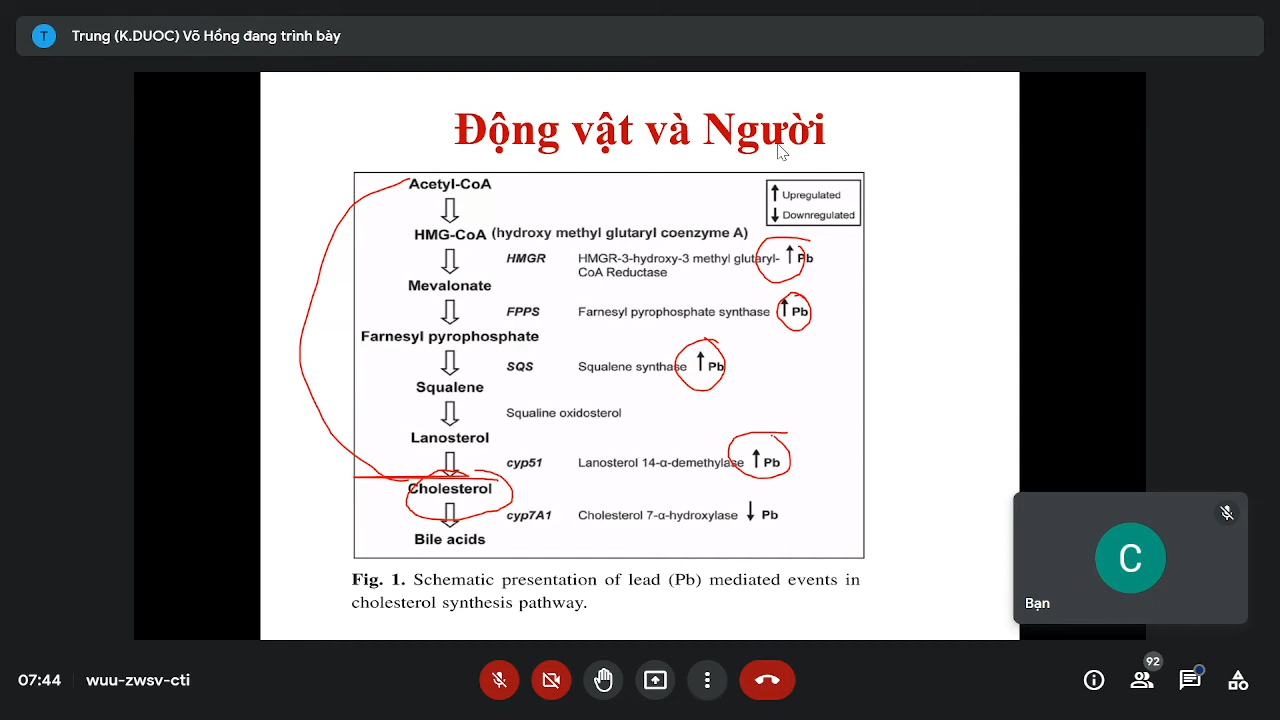 T Trung (K.DUOC) Võ Hồng đang trình bày
Động vật và Người
Acetyl-CoA
↑ Upregulated
↓ Downregulated
HMG-CoA (hydroxy methyl glutaryl coenzyme A)
HMGR HMGR-3-hydroxy-3 methyl glutaryl- ↑ Pb
CoA Reductase
Mevalonate
FPPS Farnesyl pyrophosphate synthase ↑ Pb
Farnesyl pyrophosphate
SQS Squalene synthase ↑ Pb
Squalene
Squaline oxidosterol
Lanosterol
cyp51 Lanosterol 14-α-demethylase ↑ Pb
Cholesterol
cyp7A1 Cholesterol 7-α-hydroxylase ↓ Pb
Bile acids
Fig. 1. Schematic presentation of lead (Pb) mediated events in
cholesterol synthesis pathway.
C
Bạn
07:44 wuu-zwsv-cti
92